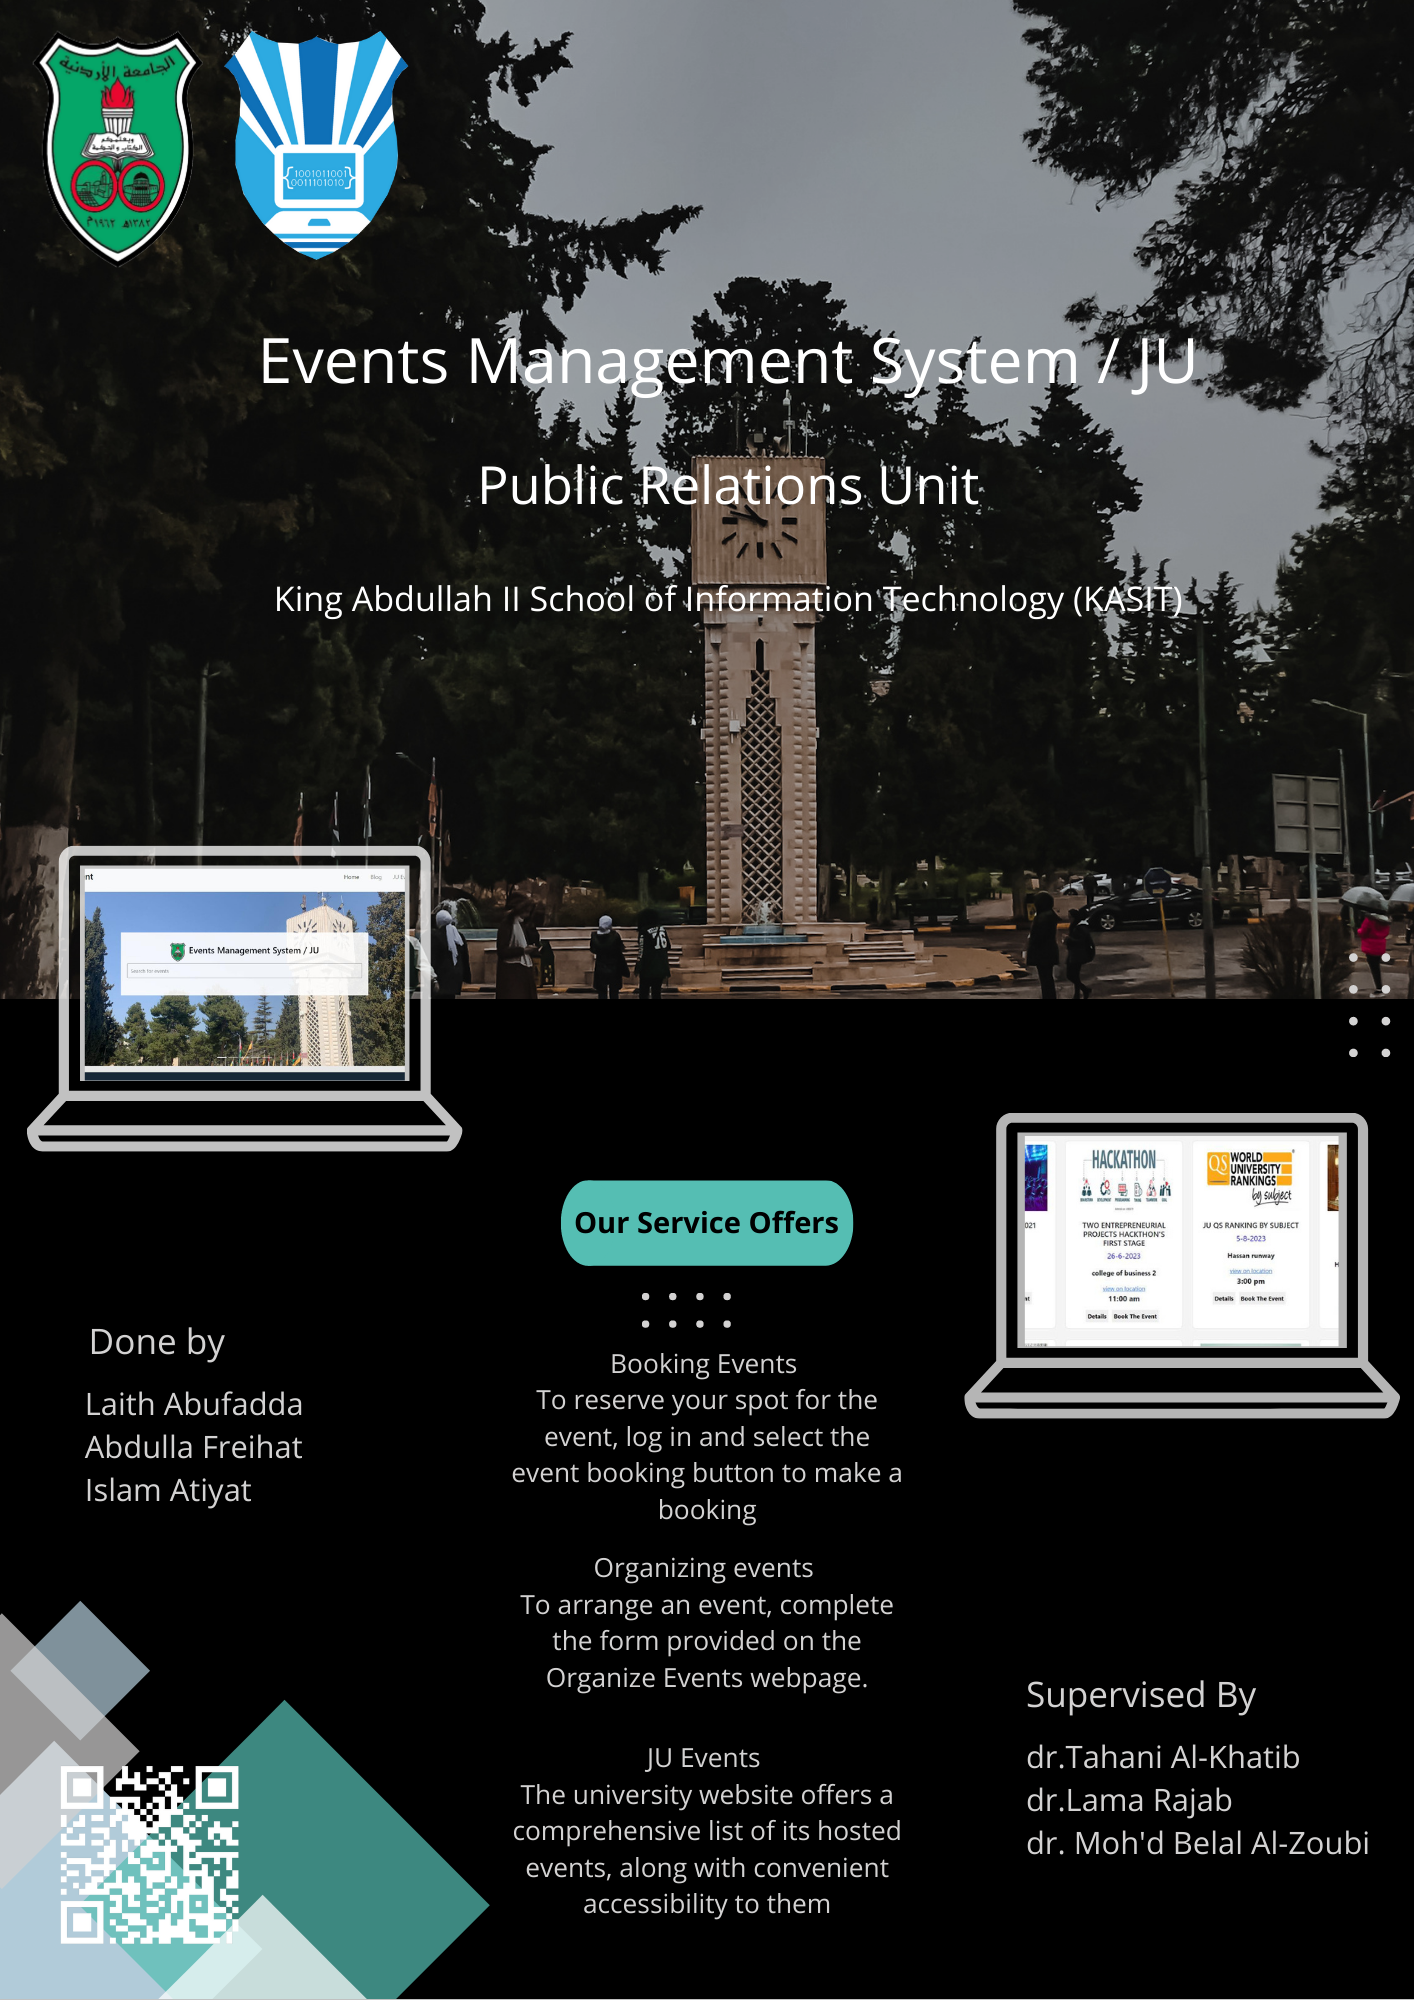 الجامعة الأردنية
١٣٨٢هـ ١٩٦٢م
{1001011001
0011101010}
Events Management System / JU
Public Relations Unit
King Abdullah II School of Information Technology (KASIT)
76
nt Home Blog
Events Management System / JU
Search for events
Our Service Offers
HACKATHON
TWO ENTREPRENEURIAL
PROJECTS HACKTHON'S
FIRST STAGE
26-6-2023
college of business 2
view on location
11:00 am
Details Book The Event
QS WORLD
UNIVERSITY
RANKINGS
by subject
JU QS RANKING BY SUBJECT
5-8-2023
Hassan runway
view on location
3:00 pm
Details Book The Event
021
Done by
Laith Abufadda
Abdulla Freihat
Islam Atiyat
Booking Events
To reserve your spot for the
event, log in and select the
event booking button to make a
booking
Organizing events
To arrange an event, complete
the form provided on the
Organize Events webpage.
JU Events
The university website offers a
comprehensive list of its hosted
events, along with convenient
accessibility to them
Supervised By
dr.Tahani Al-Khatib
dr.Lama Rajab
dr. Moh'd Belal Al-Zoubi